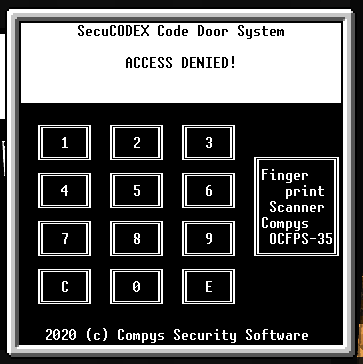 SecuCODEX Code Door System
ACCESS DENIED!
1 2 3
4 5 6
7 8 9
C 0 E
Finger
print
Scanner
Compys
OCFPS-35
2020 (c) Compys Security Software